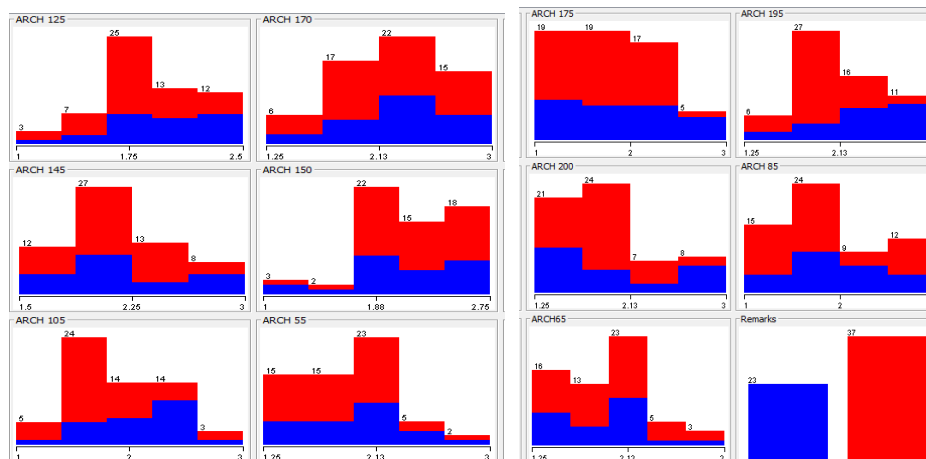 ARCH 125
3 7 25 13 12
1 1.75 2.5
ARCH 170
6 17 22 15
1.25 2.13 3
ARCH 175
19 19 17 5
1 2 3
ARCH 195
6 27 16 11
1.25 2.13
ARCH 145
12 27 13 8
1.5 2.25 3
ARCH 150
3 2 22 15 18
1 1.88 2.75
ARCH 200
21 24 7 8
1.25 2.13 3
ARCH 85
15 24 9 12
1 2
ARCH 105
5 24 14 14 3
1 2 3
ARCH 55
15 15 23 5 2
1.25 2.13 3
ARCH65
16 13 23 5 3
1.25 2.13 3
Remarks
23 37